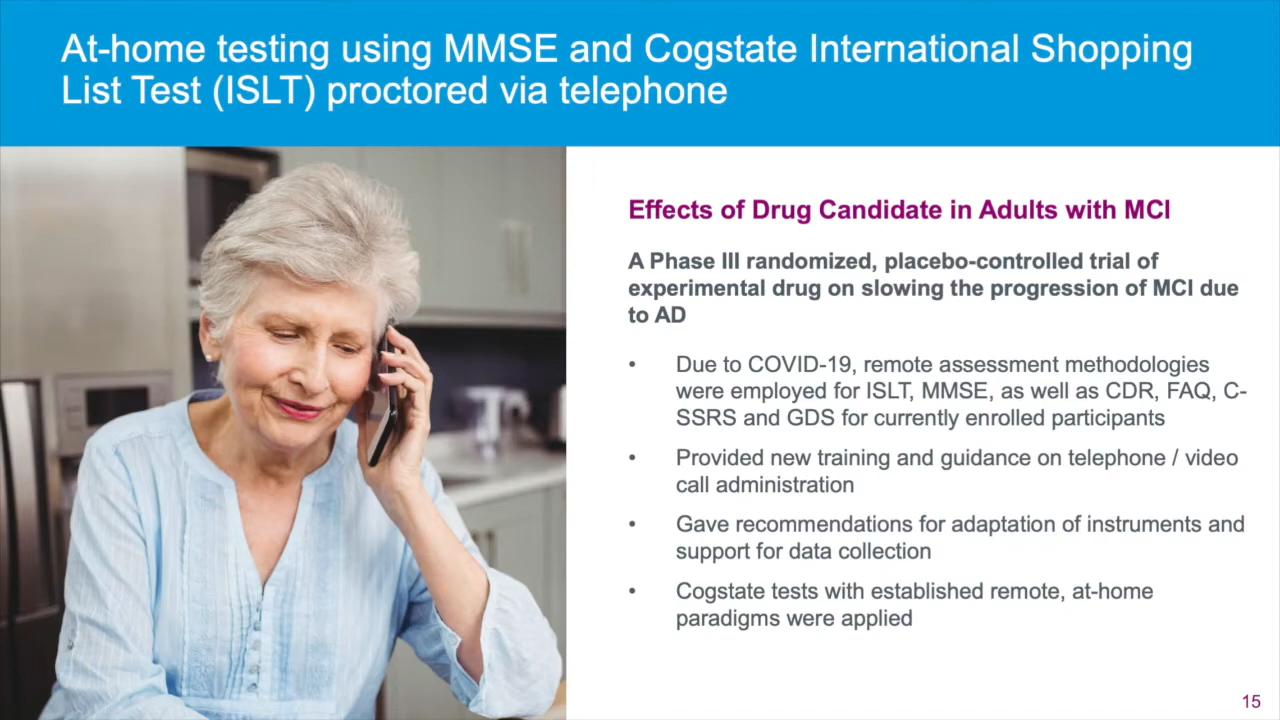 At-home testing using MMSE and Cogstate International Shopping
List Test (ISLT) proctored via telephone
Effects of Drug Candidate in Adults with MCI
A Phase III randomized, placebo-controlled trial of
experimental drug on slowing the progression of MCI due
to AD
• Due to COVID-19, remote assessment methodologies
were employed for ISLT, MMSE, as well as CDR, FAQ, C-
SSRS and GDS for currently enrolled participants
• Provided new training and guidance on telephone / video
call administration
• Gave recommendations for adaptation of instruments and
support for data collection
• Cogstate tests with established remote, at-home
paradigms were applied
15